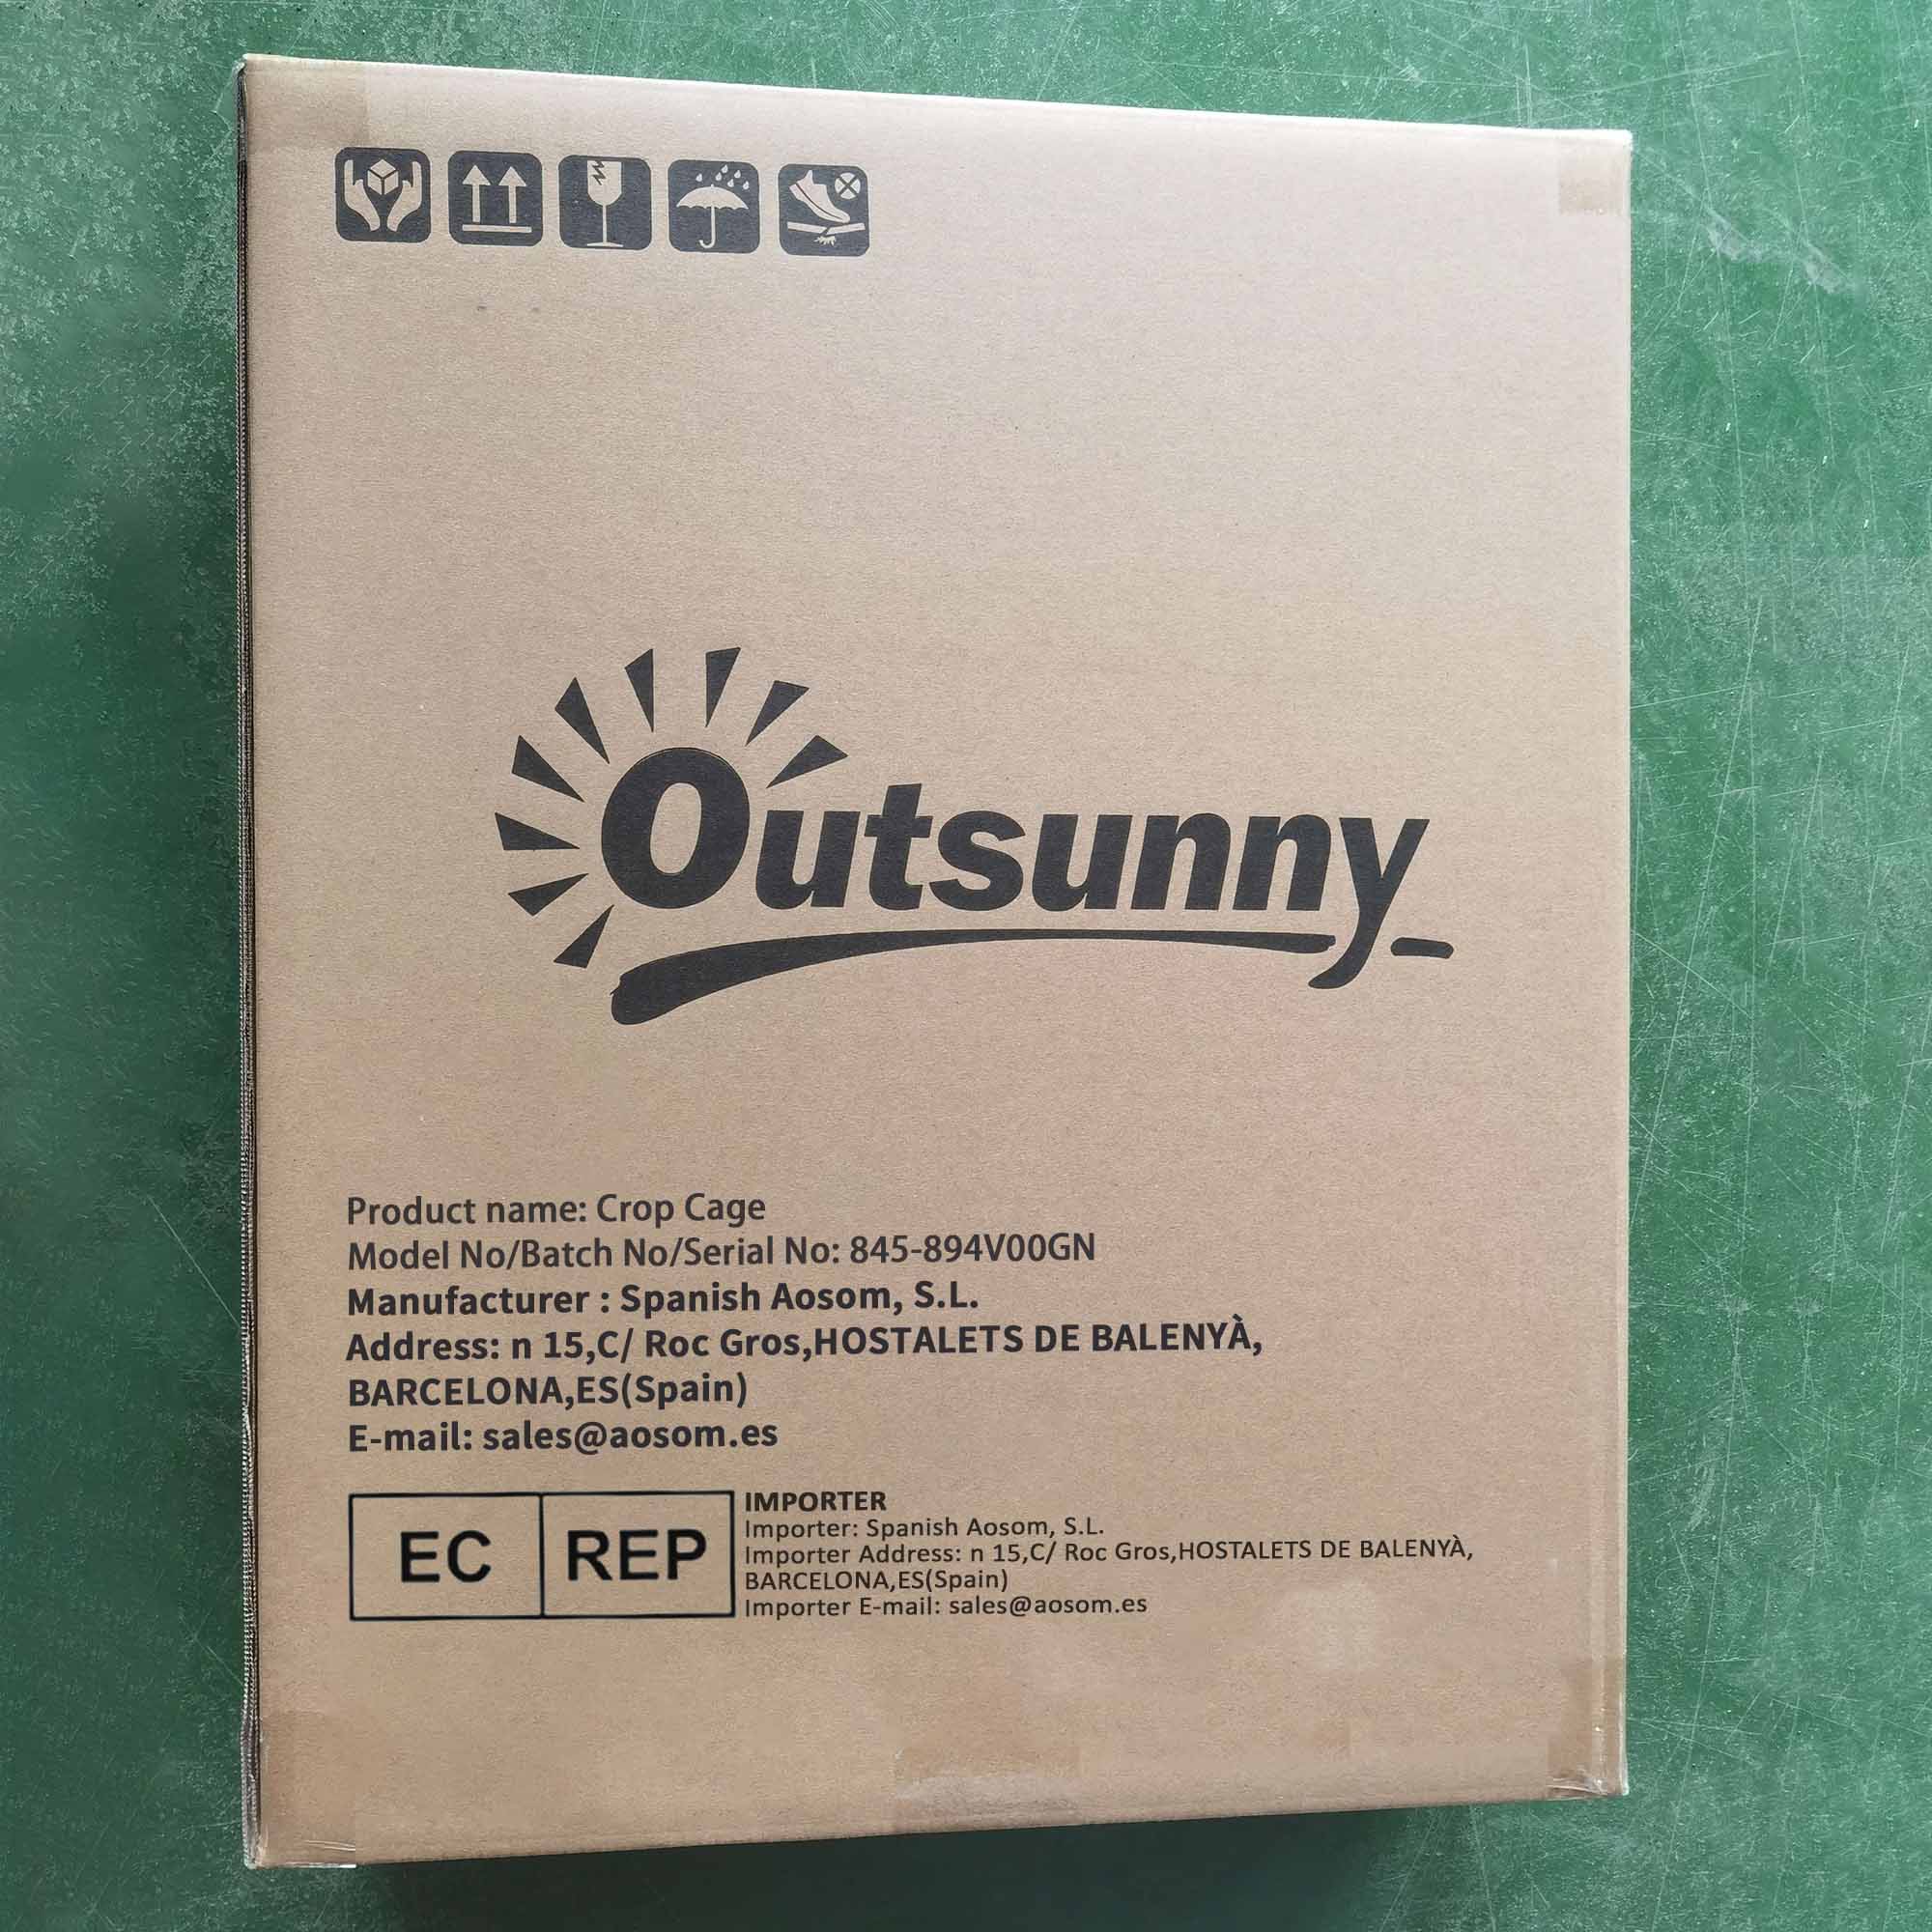 Outsunny
Product name: Crop Cage
Model No/Batch No/Serial No: 845-894V00GN
Manufacturer : Spanish Aosom, S.L.
Address: n 15,C/ Roc Gros,HOSTALETS DE BALENYÀ,
BARCELONA,ES(Spain)
E-mail: sales@aosom.es
EC REP
IMPORTER
Importer: Spanish Aosom, S.L.
Importer Address: n 15,C/ Roc Gros,HOSTALETS DE BALENYÀ,
BARCELONA,ES(Spain)
Importer E-mail: sales@aosom.es